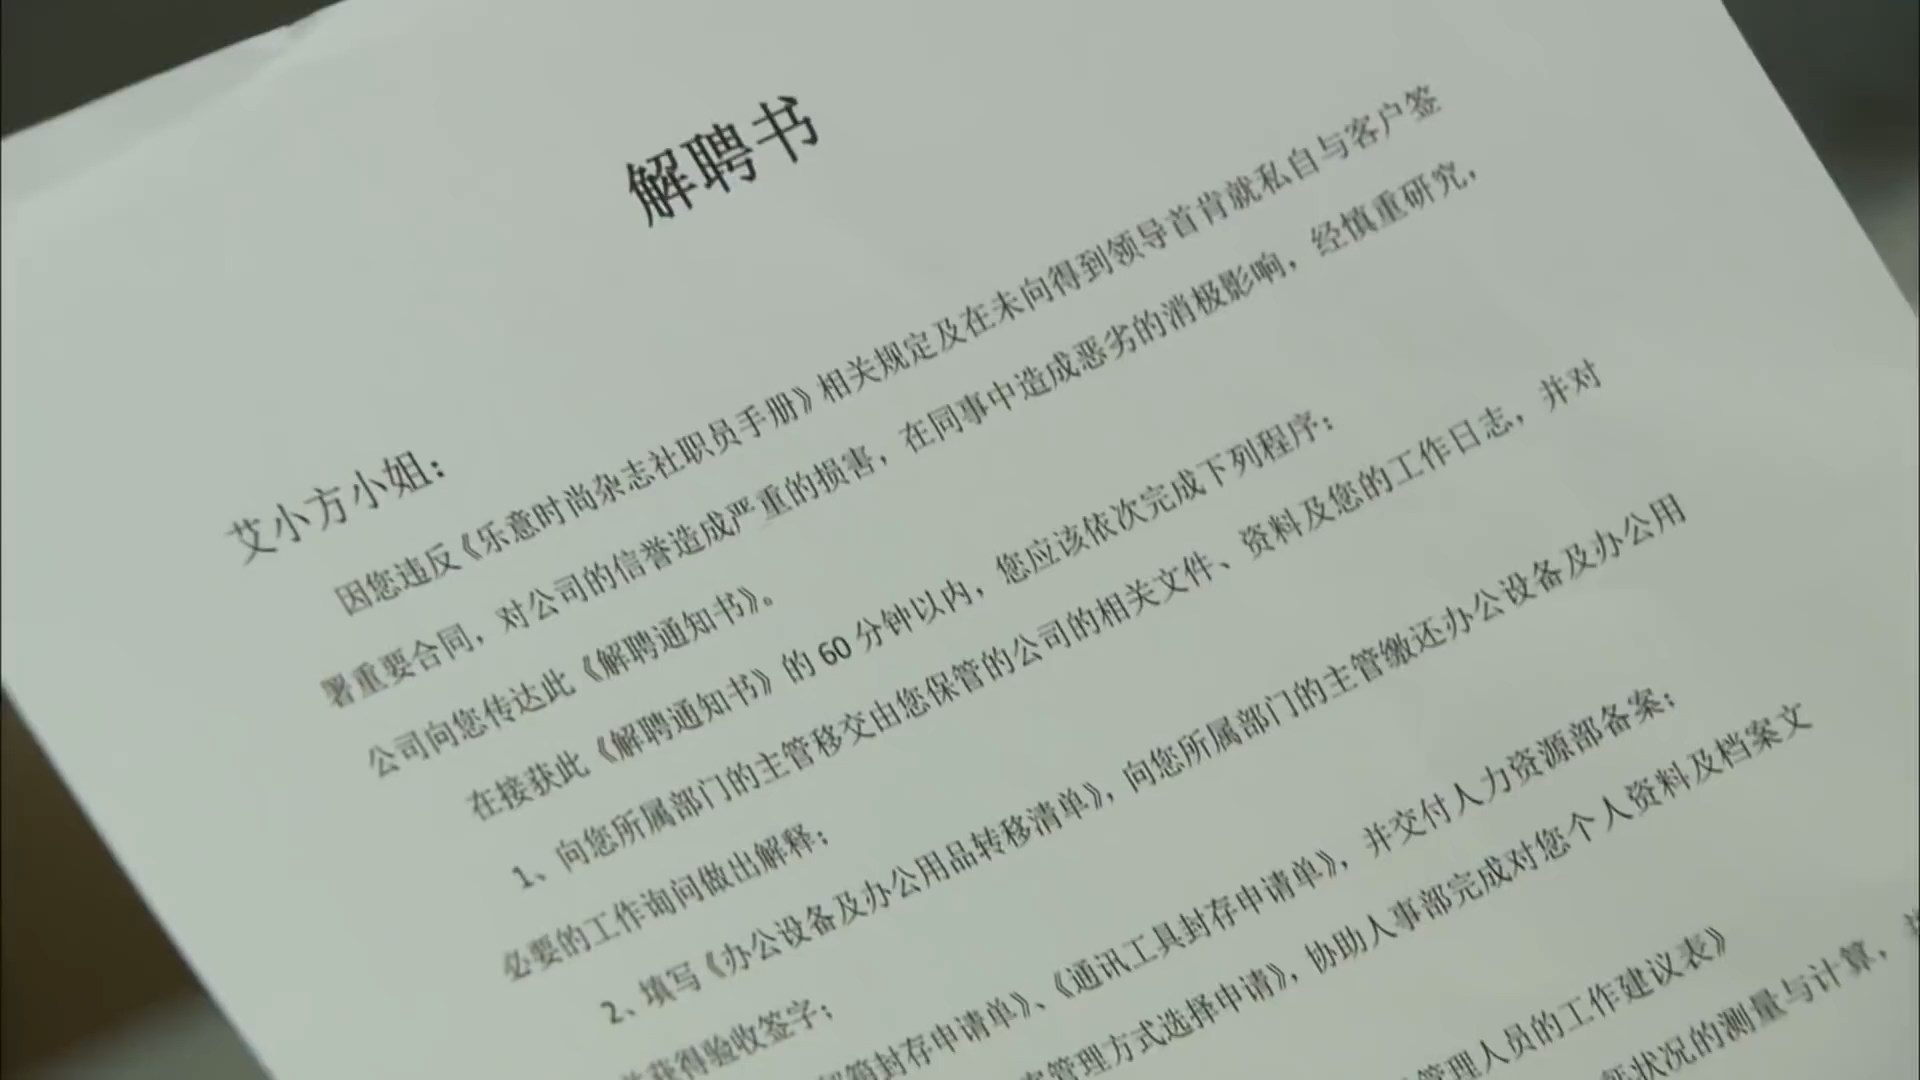 解聘书
艾小方小姐：
因您违反《乐意时尚杂志社职员手册》相关规定及在未向得到领导首肯就私自与客户签
署重要合同，对公司的信誉造成严重的损害，在同事中造成恶劣的消极影响，经慎重研究，
公司向您传达此《解聘通知书》。
在接获此《解聘通知书》的 60 分钟以内，您应该依次完成下列程序：
1、向您所属部门的主管移交由您保管的公司的相关文件、资料及您的工作日志，并对
必要的工作询问做出解释；
2、填写《办公设备及办公用品转移清单》，向您所属部门的主管缴还办公设备及办公用
并获得验收签字；
箱封存申请单》、《通讯工具封存申请单》，并交付人力资源部备案；
管理方式选择申请》，协助人事部完成对您个人资料及档案文
管理人员的工作建议表》
状况的测量与计算，